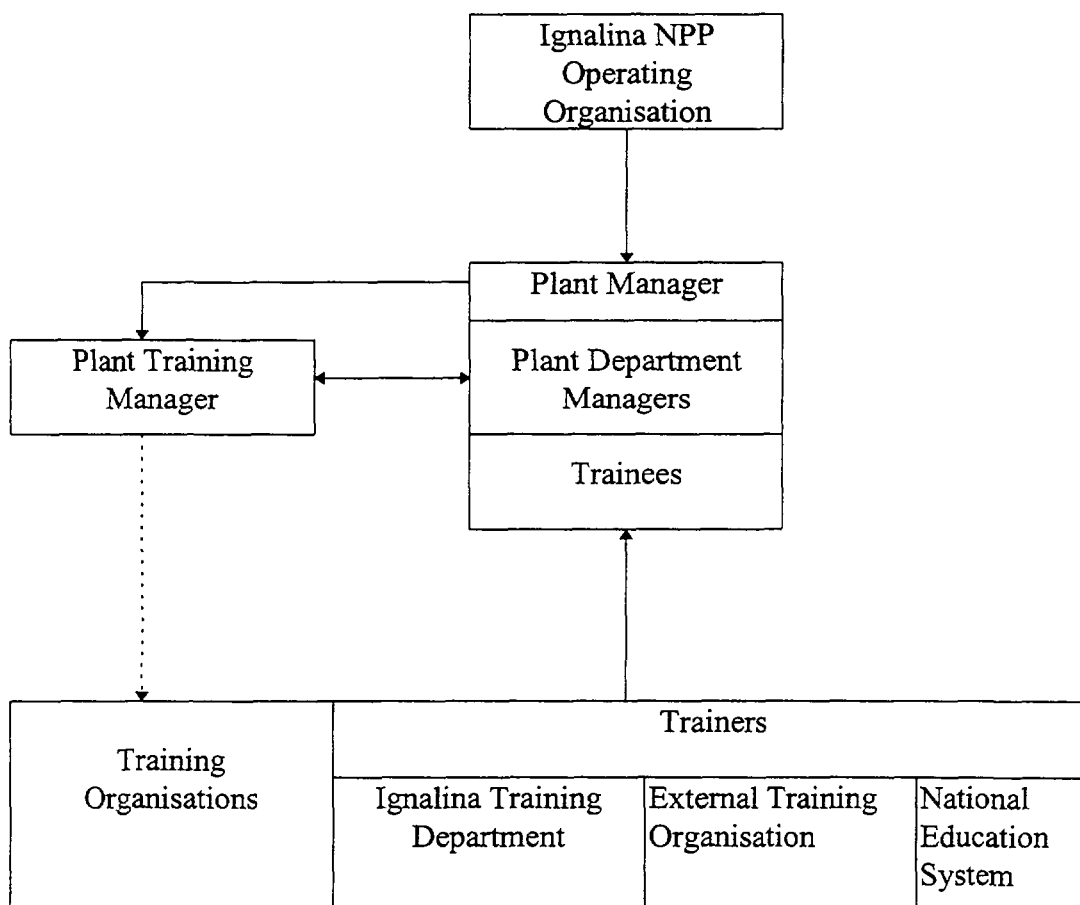 Ignalina NPP
Operating
Organisation
Plant Manager
Plant Training
Manager
Plant Department
Managers
Trainees
Training
Organisations
Trainers
Ignalina Training
Department
External Training
Organisation
National
Education
System